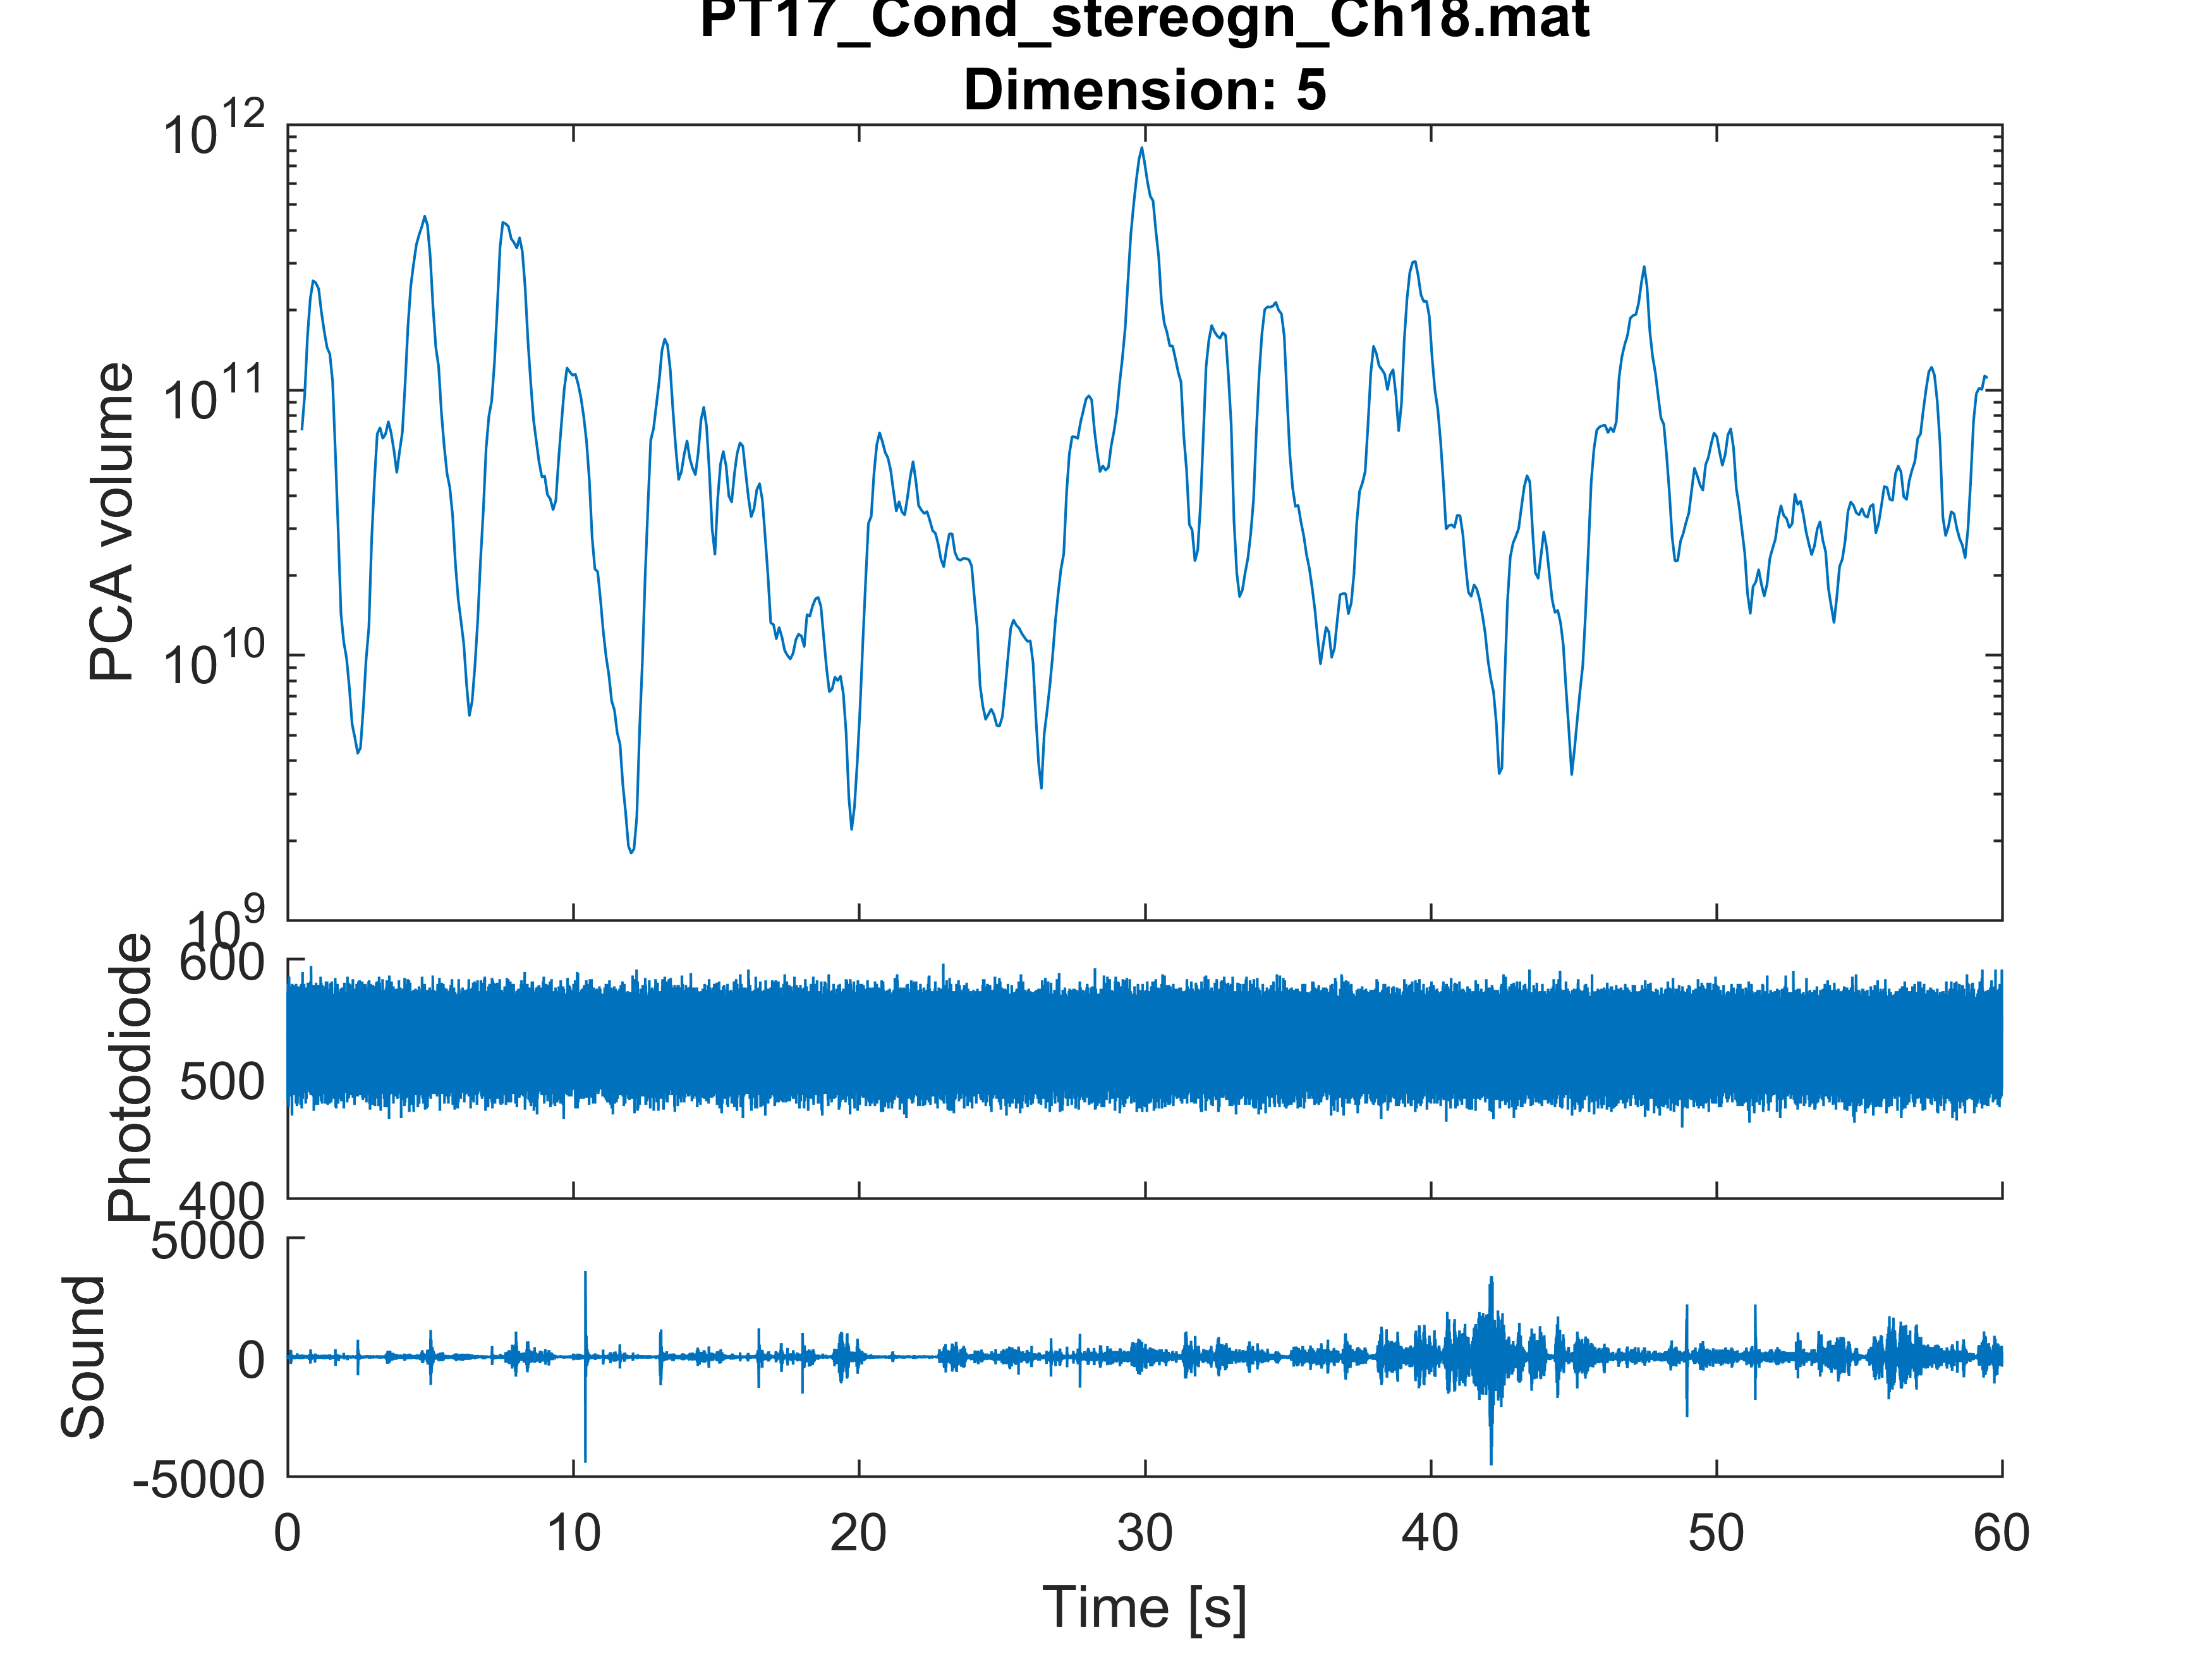 PT17_Cond_stereogn_Ch18.mat
Dimension: 5
10^12
10^11
10^10
10^9
PCA volume
600
500
400
Photodiode
5000
0
-5000
Sound
0 10 20 30 40 50 60
Time [s]